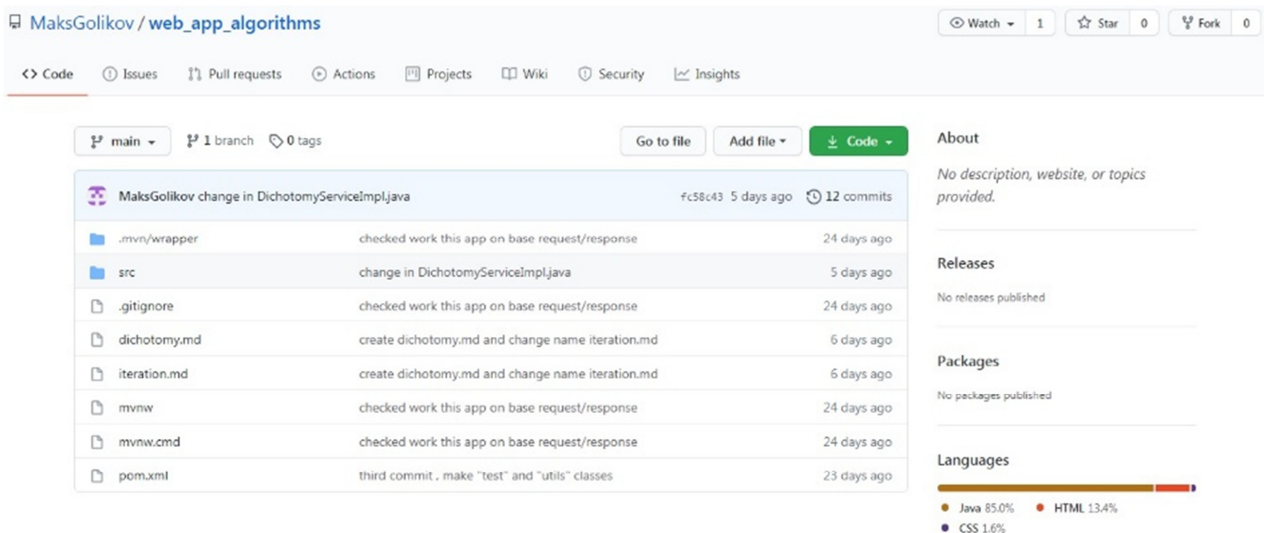 MaksGolikov / web_app_algorithms
Watch 1 Star 0 Fork 0
Code Issues Pull requests Actions Projects Wiki Security Insights
main 1 branch 0 tags Go to file Add file Code
MaksGolikov change in DichotomyServiceImpl.java fc58c43 5 days ago 12 commits
.mvn/wrapper checked work this app on base request/response 24 days ago
src change in DichotomyServiceImpl.java 5 days ago
.gitignore checked work this app on base request/response 24 days ago
dichotomy.md create dichotomy.md and change name iteration.md 6 days ago
iteration.md create dichotomy.md and change name iteration.md 6 days ago
mvnw checked work this app on base request/response 24 days ago
mvnw.cmd checked work this app on base request/response 24 days ago
pom.xml third commit , make "test" and "utils" classes 23 days ago
About
No description, website, or topics
provided.
Releases
No releases published
Packages
No packages published
Languages
Java 85.0% HTML 13.4%
CSS 1.6%